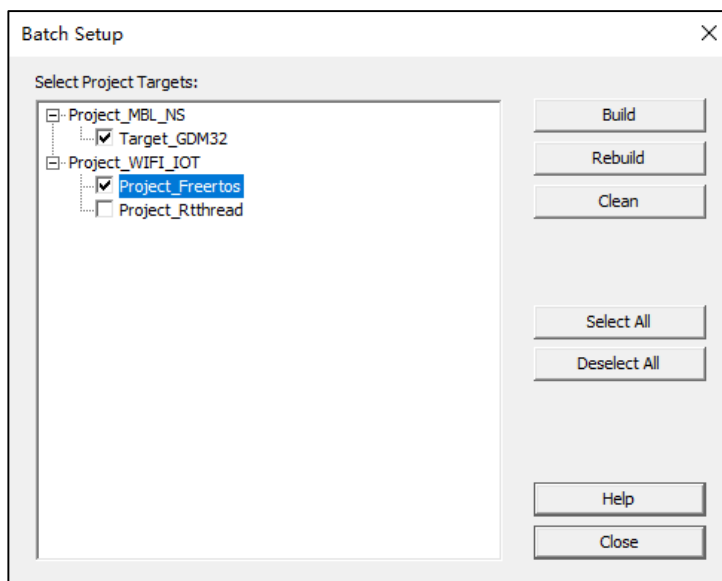 Batch Setup
Select Project Targets:
Project_MBL_NS
Target_GDM32
Project_WIFI_IOT
Project_Freertos
Project_Rtthread
Build
Rebuild
Clean
Select All
Deselect All
Help
Close